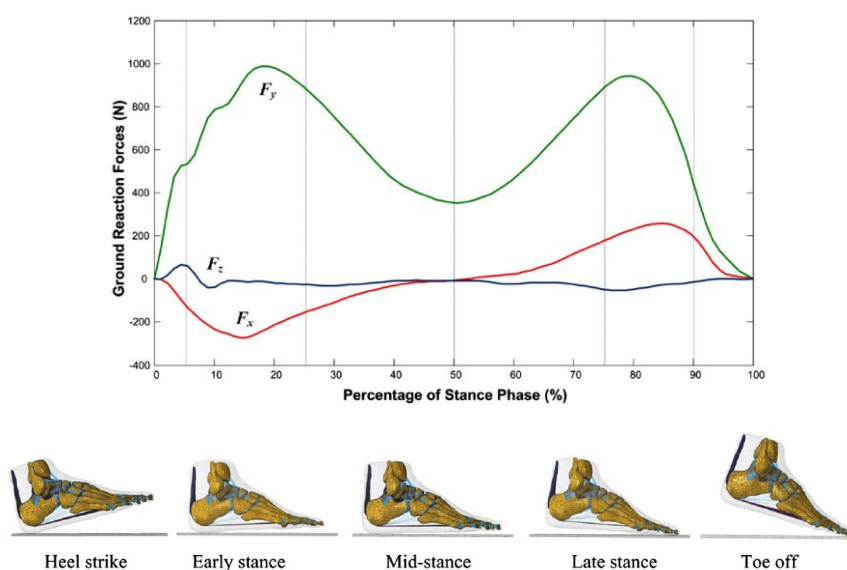 1200
1000
800
600
400
200
0
-200
-400
Ground Reaction Forces (N)
Fy
Fz
Fx
0 10 20 30 40 50 60 70 80 90 100
Percentage of Stance Phase (%)
Heel strike Early stance Mid-stance Late stance Toe off